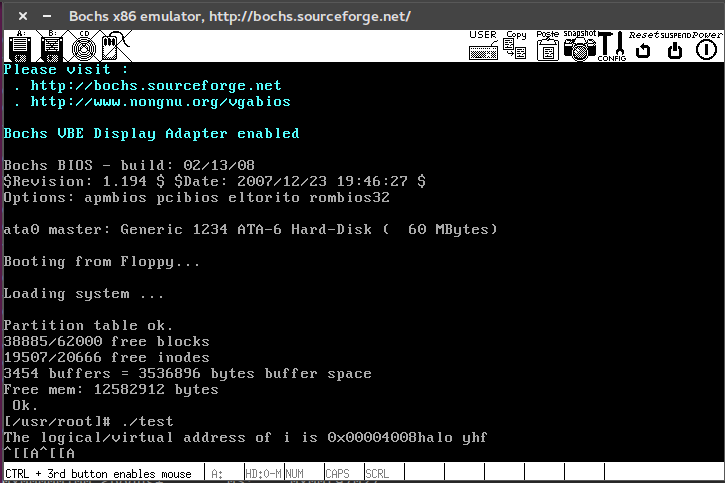 Bochs x86 emulator, http://bochs.sourceforge.net/
A: B: CD USER Copy Paste snapshot CONFIG Reset SUSPEND Power
Please visit :
. http://bochs.sourceforge.net
. http://www.nongnu.org/vgabios
Bochs VBE Display Adapter enabled
Bochs BIOS - build: 02/13/08
$Revision: 1.194 $ $Date: 2007/12/23 19:46:27 $
Options: apmbios pcibios eltorito rombios32
ata0 master: Generic 1234 ATA-6 Hard-Disk (  60 MBytes)
Booting from Floppy...
Loading system ...
Partition table ok.
38885/62000 free blocks
19507/20666 free inodes
3454 buffers = 3536896 bytes buffer space
Free mem: 12582912 bytes
Ok.
[/usr/root]# ./test
The logical/virtual address of i is 0x00004008halo yhf
^[[A^[[A
CTRL + 3rd button enables mouse A: HD:0-M NUM CAPS SCRL